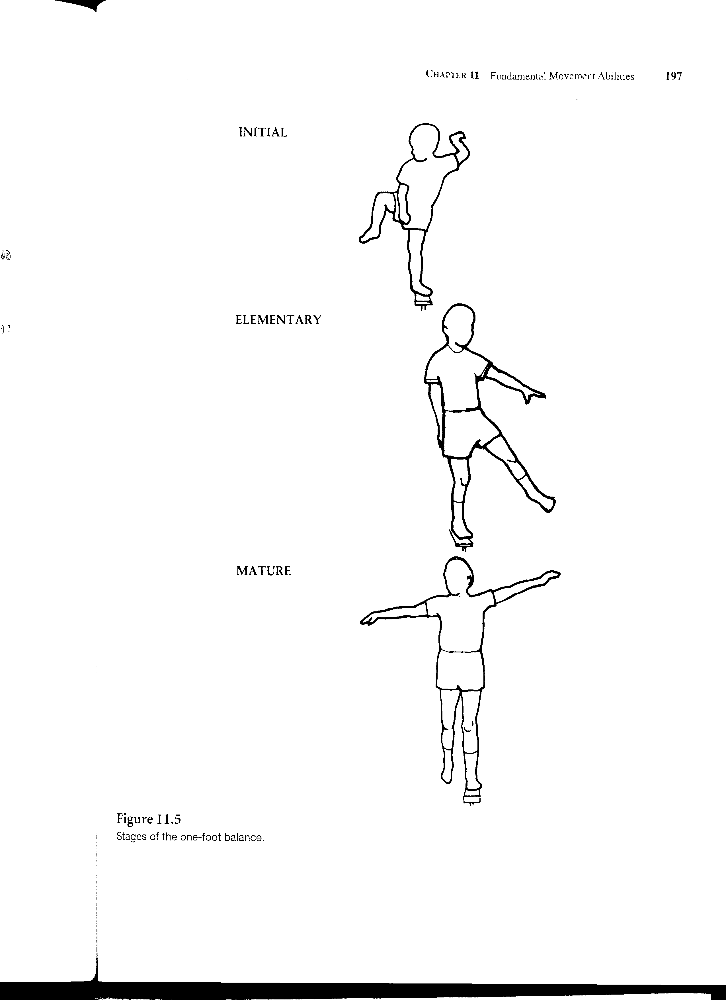 CHAPTER 11 Fundamental Movement Abilities 197
INITIAL
) ?
ELEMENTARY
MATURE
Figure 11.5
Stages of the one-foot balance.